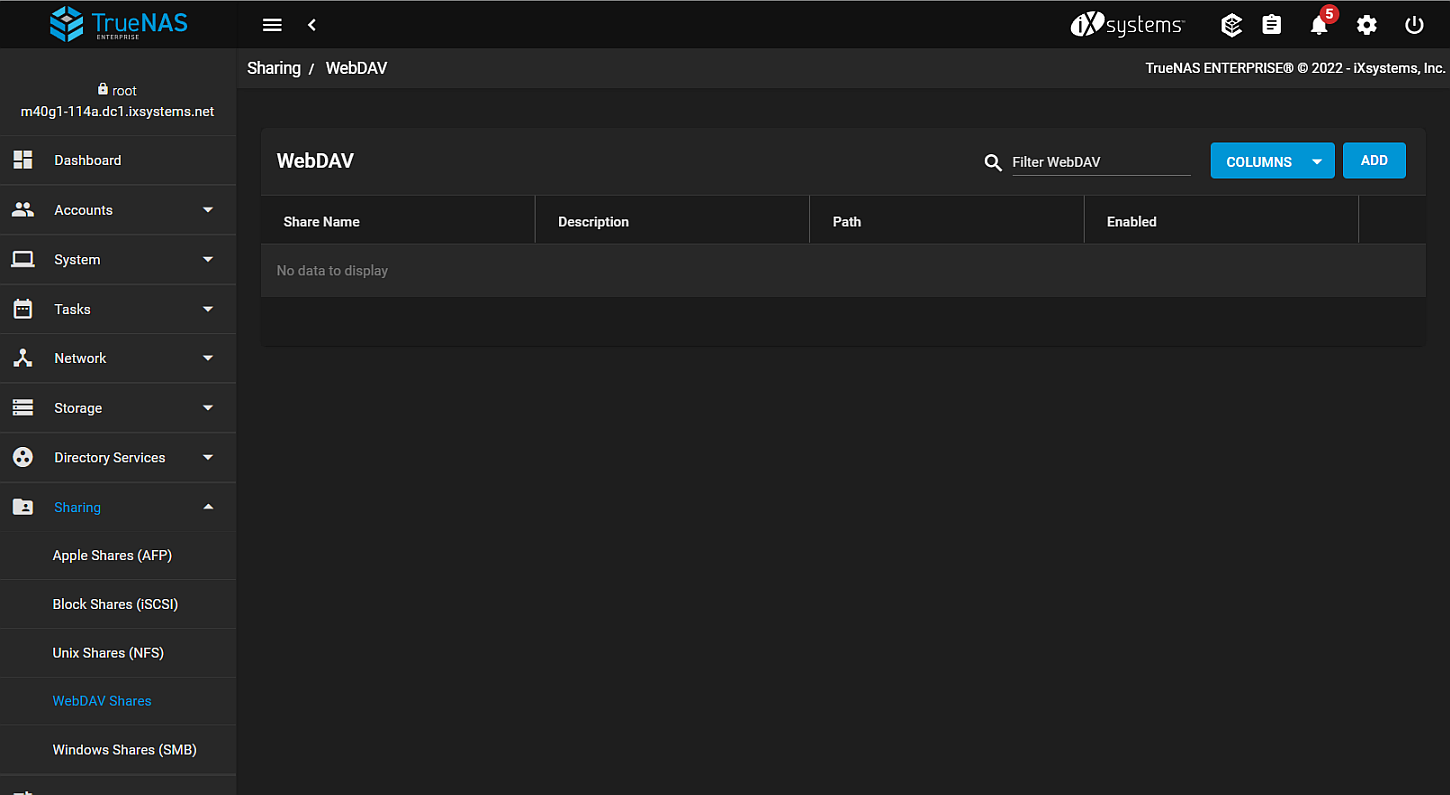 TrueNAS
ENTERPRISE
iXsystems
5
Sharing / WebDAV
TrueNAS ENTERPRISE® © 2022 - iXsystems, Inc.
root
m40g1-114a.dc1.ixsystems.net
Dashboard
Accounts
System
Tasks
Network
Storage
Directory Services
Sharing
Apple Shares (AFP)
Block Shares (iSCSI)
Unix Shares (NFS)
WebDAV Shares
Windows Shares (SMB)
WebDAV
Filter WebDAV
COLUMNS
ADD
Share Name Description Path Enabled
No data to display